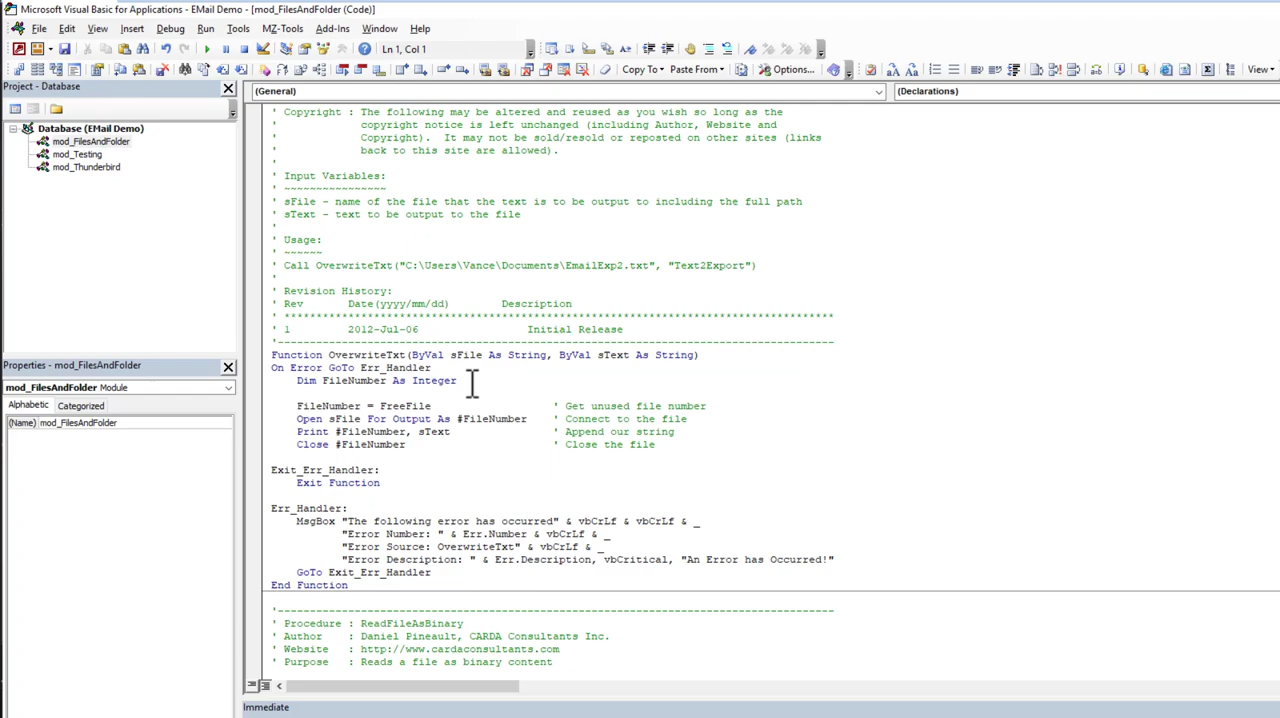 Microsoft Visual Basic for Applications - EMail Demo - [mod_FilesAndFolder (Code)]
File Edit View Insert Debug Run Tools Add-Ins MZ-Tools Window Help
Ln 1, Col 1
Copy To Paste From Options... View
Project - Database
(General) (Declarations)
Database (EMail Demo)
mod_FilesAndFolder
mod_Testing
mod_Thunderbird
Properties - mod_FilesAndFolder
mod_FilesAndFolder Module
Alphabetic Categorized
(Name) mod_FilesAndFolder
' Copyright : The following may be altered and reused as you wish so long as the
'             copyright notice is left unchanged (including Author, Website and
'             Copyright).  It may not be sold/resold or reposted on other sites (links
'             back to this site are allowed).
'
' Input Variables:
' ~~~~~~~~~~~~~~~~
' sFile - name of the file that the text is to be output to including the full path
' sText - text to be output to the file
'
' Usage:
' ~~~~~~
' Call OverwriteTxt("C:\Users\Vance\Documents\EmailExp2.txt", "Text2Export")
'
' Revision History:
' Rev       Date(yyyy/mm/dd)        Description
' **************************************************************************************
' 1         2012-Jul-06                 Initial Release
'---------------------------------------------------------------------------------------
Function OverwriteTxt(ByVal sFile As String, ByVal sText As String)
On Error GoTo Err_Handler
    Dim FileNumber As Integer
    FileNumber = FreeFile                   ' Get unused file number
    Open sFile For Output As #FileNumber    ' Connect to the file
    Print #FileNumber, sText                ' Append our string
    Close #FileNumber                       ' Close the file
Exit_Err_Handler:
    Exit Function
Err_Handler:
    MsgBox "The following error has occurred" & vbCrLf & vbCrLf & _
           "Error Number: " & Err.Number & vbCrLf & _
           "Error Source: OverwriteTxt" & vbCrLf & _
           "Error Description: " & Err.Description, vbCritical, "An Error has Occurred!"
    GoTo Exit_Err_Handler
End Function
'---------------------------------------------------------------------------------------
' Procedure : ReadFileAsBinary
' Author    : Daniel Pineault, CARDA Consultants Inc.
' Website   : http://www.cardaconsultants.com
' Purpose   : Reads a file as binary content
Immediate